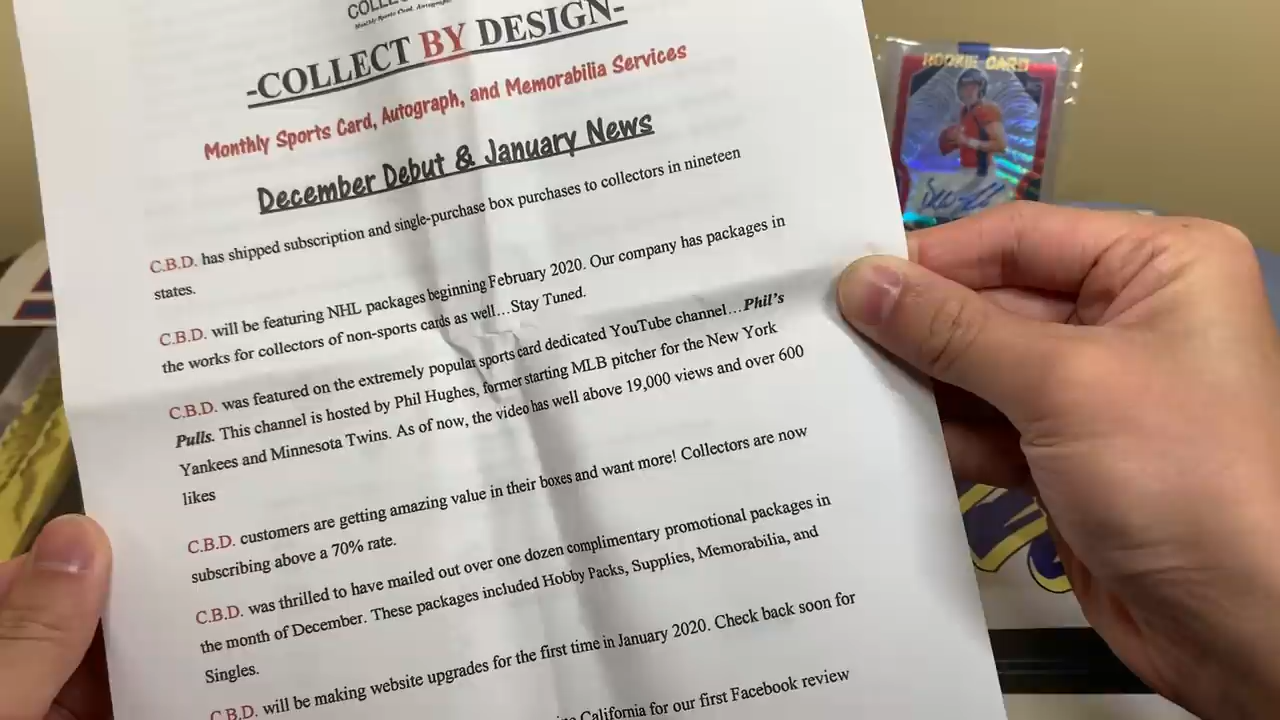 COLLEC
Monthly Sports Card, Autograph,
-COLLECT BY DESIGN-
Monthly Sports Card, Autograph, and Memorabilia Services
December Debut & January News
C.B.D. has shipped subscription and single-purchase box purchases to collectors in nineteen
states.
C.B.D. will be featuring NHL packages beginning February 2020. Our company has packages in
the works for collectors of non-sports cards as well…Stay Tuned.
C.B.D. was featured on the extremely popular sports card dedicated YouTube channel…Phil's
Pulls. This channel is hosted by Phil Hughes, former starting MLB pitcher for the New York
Yankees and Minnesota Twins. As of now, the video has well above 19,000 views and over 600
likes
C.B.D. customers are getting amazing value in their boxes and want more! Collectors are now
subscribing above a 70% rate.
C.B.D. was thrilled to have mailed out over one dozen complimentary promotional packages in
the month of December. These packages included Hobby Packs, Supplies, Memorabilia, and
Singles.
C.B.D. will be making website upgrades for the first time in January 2020. Check back soon for
California for our first Facebook review
ROOKIE CARD